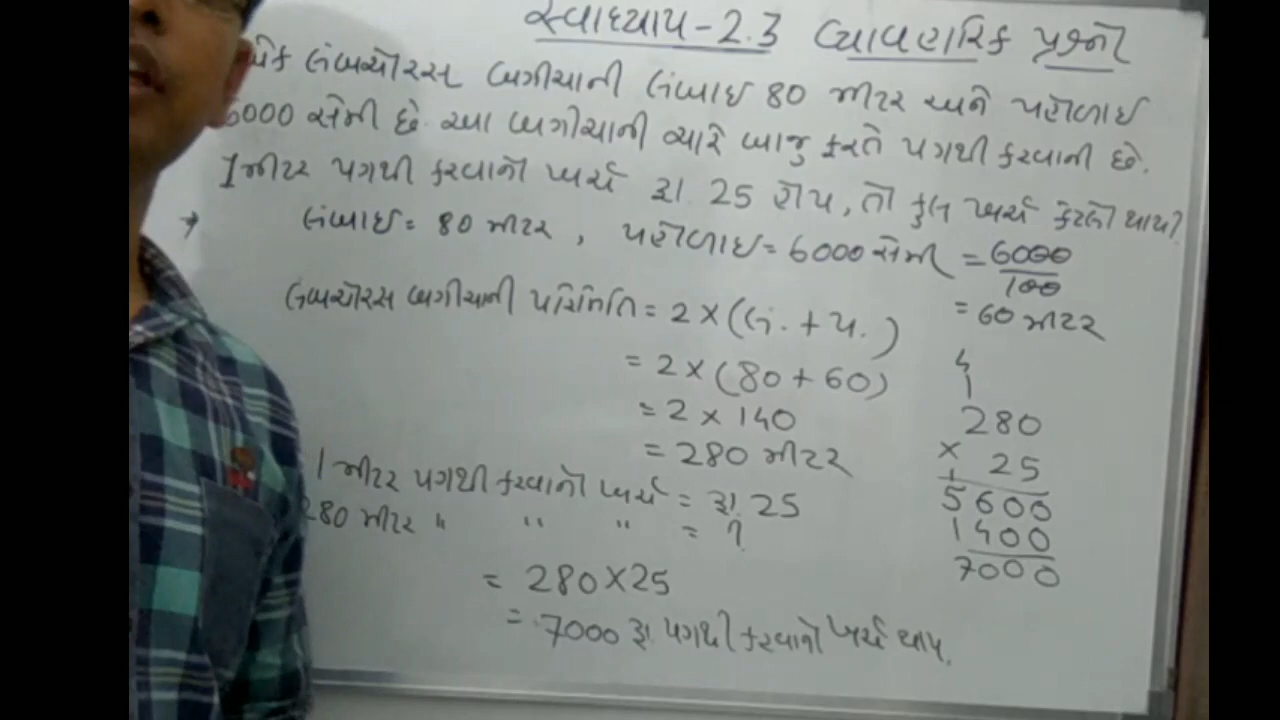 સ્વાધ્યાય-2.3 વ્યાવહારિક પ્રશ્નો
એક લંબચોરસ બગીચાની લંબાઇ 80 મીટર અને પહોળાઇ
6000 સેમી છે. આ બગીચાની ચારે બાજુ ફરતે પગથી કરવાની છે.
1 મીટર પગથી કરવાનો ખર્ચ રૂા. 25 હોય, તો કુલ ખર્ચ કેટલો થાય?
→ લંબાઇ = 80 મીટર, પહોળાઇ = 6000 સેમી = 6000/100
= 60 મીટર
લંબચોરસ બગીચાની પરિમિતિ = 2 × (લં. + પ.)
= 2 × (80 + 60)
= 2 × 140
= 280 મીટર
1 મીટર પગથી કરવાનો ખર્ચ = રૂા. 25
280 મીટર " " " = ?
= 280 × 25
= 7000 રૂા પગથી કરવાનો ખર્ચ થાય.
4
1
280
× 25
5600
1400
7000